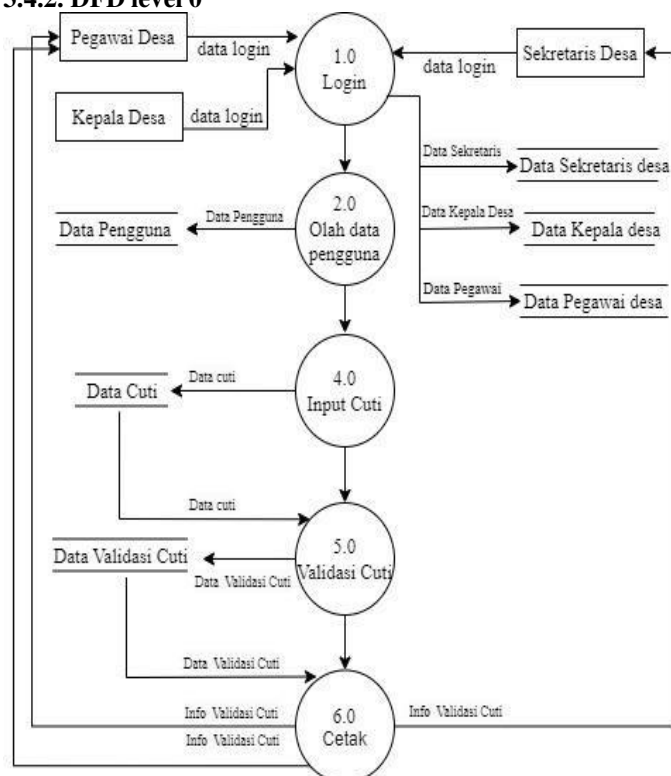 3.4.2. DFD level 0
Pegawai Desa
data login
1.0
Login
data login
Sekretaris Desa
Kepala Desa
data login
Data Sekretaris
Data Sekretaris desa
Data Pengguna
Data Pengguna
2.0
Olah data
pengguna
Data Kepala Desa
Data Kepala desa
Data Pegawai
Data Pegawai desa
Data Cuti
Data cuti
4.0
Input Cuti
Data cuti
5.0
Validasi Cuti
Data Validasi Cuti
Data Validasi Cuti
Data Validasi Cuti
Info Validasi Cuti
Info Validasi Cuti
6.0
Cetak
Info Validasi Cuti